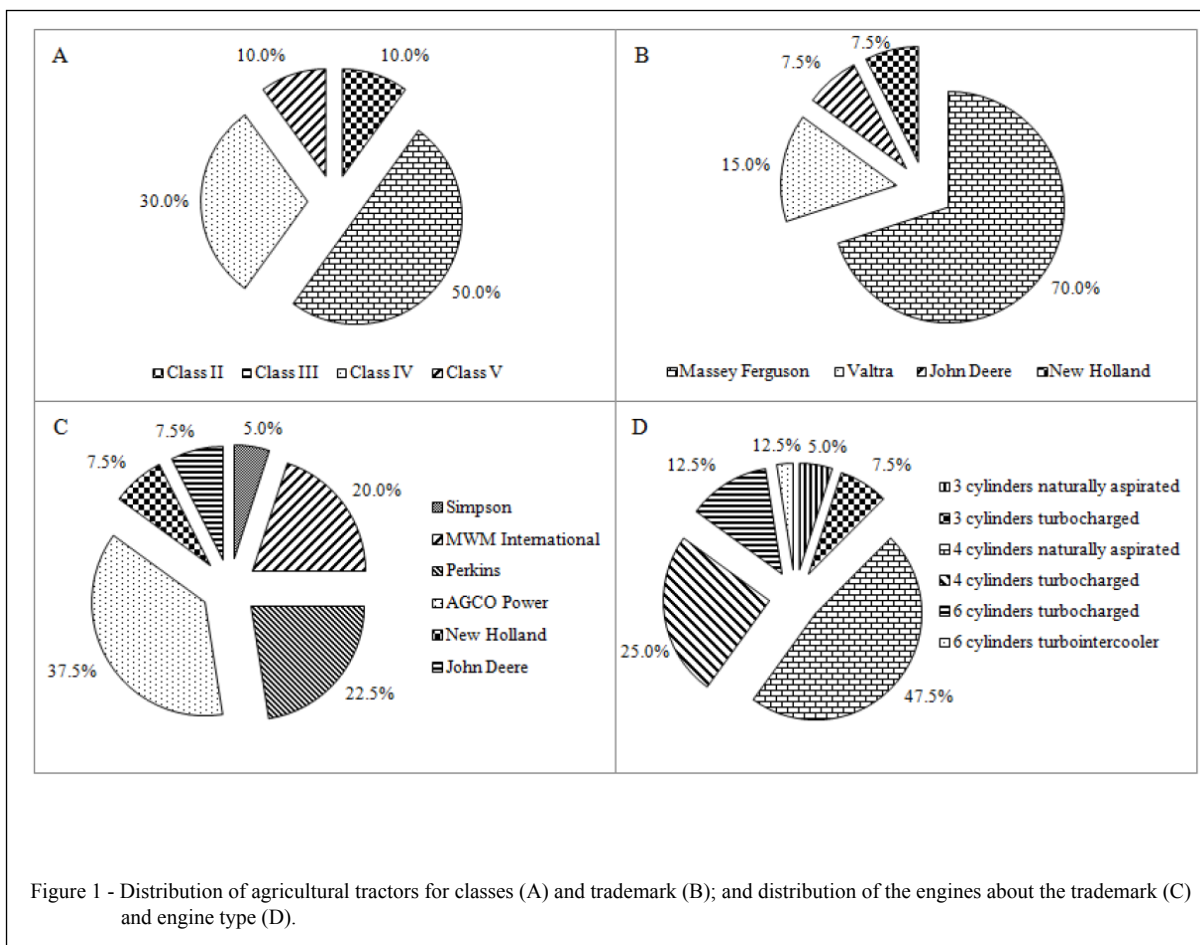 A
10.0%
10.0%
30.0%
50.0%
Class II Class III Class IV Class V
B
7.5%
7.5%
15.0%
70.0%
Massey Ferguson Valtra John Deere New Holland
C
7.5%
7.5%
5.0%
20.0%
37.5%
22.5%
Simpson
MWM International
Perkins
AGCO Power
New Holland
John Deere
D
12.5%
12.5%
5.0%
7.5%
25.0%
47.5%
3 cylinders naturally aspirated
3 cylinders turbocharged
4 cylinders naturally aspirated
4 cylinders turbocharged
6 cylinders turbocharged
6 cylinders turbointercooler
Figure 1 - Distribution of agricultural tractors for classes (A) and trademark (B); and distribution of the engines about the trademark (C)
and engine type (D).